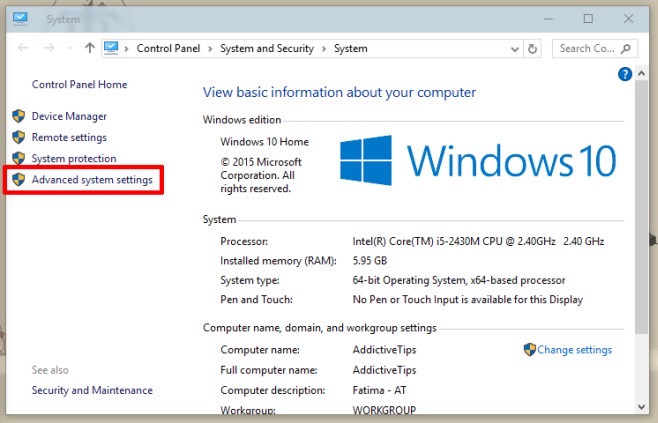 System
Control Panel > System and Security > System
Search Co...
Control Panel Home
Device Manager
Remote settings
System protection
Advanced system settings
See also
Security and Maintenance
?
View basic information about your computer
Windows edition
Windows 10 Home
© 2015 Microsoft
Corporation. All
rights reserved.
Windows 10
System
Processor: Intel(R) Core(TM) i5-2430M CPU @ 2.40GHz 2.40 GHz
Installed memory (RAM): 5.95 GB
System type: 64-bit Operating System, x64-based processor
Pen and Touch: No Pen or Touch Input is available for this Display
Computer name, domain, and workgroup settings
Computer name: AddictiveTips
Change settings
Full computer name: AddictiveTips
Computer description: Fatima - AT
Workgroup: WORKGROUP